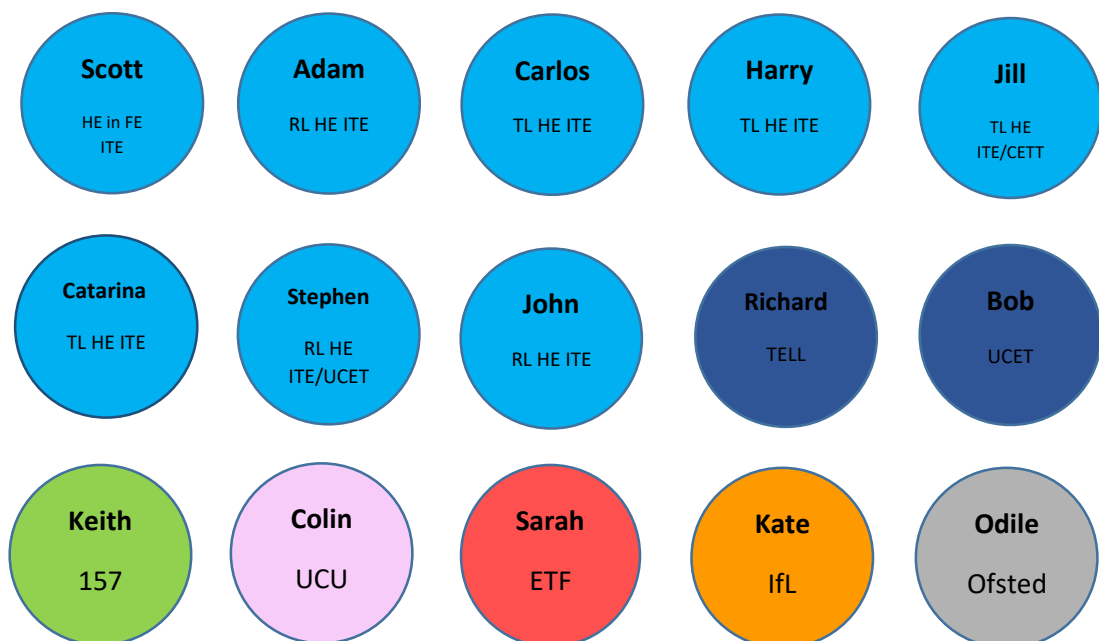 Scott
HE in FE
ITE
Adam
RL HE ITE
Carlos
TL HE ITE
Harry
TL HE ITE
Jill
TL HE
ITE/CETT
Catarina
TL HE ITE
Stephen
RL HE
ITE/UCET
John
RL HE ITE
Richard
TELL
Bob
UCET
Keith
157
Colin
UCU
Sarah
ETF
Kate
IfL
Odile
Ofsted